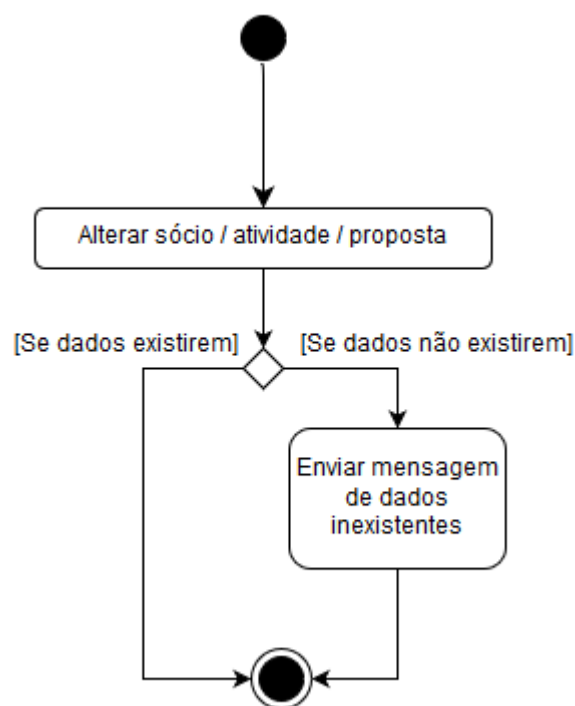 Alterar sócio / atividade / proposta
[Se dados existirem]
[Se dados não existirem]
Enviar mensagem
de dados
inexistentes